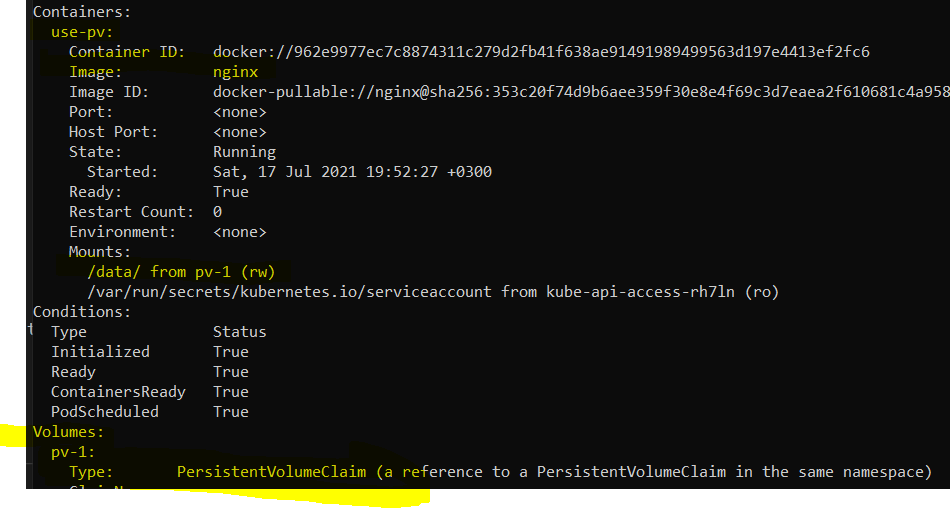 Containers:
use-pv:
Container ID: docker://962e9977ec7c8874311c279d2fb41f638ae91491989499563d197e4413ef2fc6
Image: nginx
Image ID: docker-pullable://nginx@sha256:353c20f74d9b6aee359f30e8e4f69c3d7eaea2f610681c4a958
Port: <none>
Host Port: <none>
State: Running
Started: Sat, 17 Jul 2021 19:52:27 +0300
Ready: True
Restart Count: 0
Environment: <none>
Mounts:
/data/ from pv-1 (rw)
/var/run/secrets/kubernetes.io/serviceaccount from kube-api-access-rh7ln (ro)
Conditions:
Type Status
Initialized True
Ready True
ContainersReady True
PodScheduled True
Volumes:
pv-1:
Type: PersistentVolumeClaim (a reference to a PersistentVolumeClaim in the same namespace)